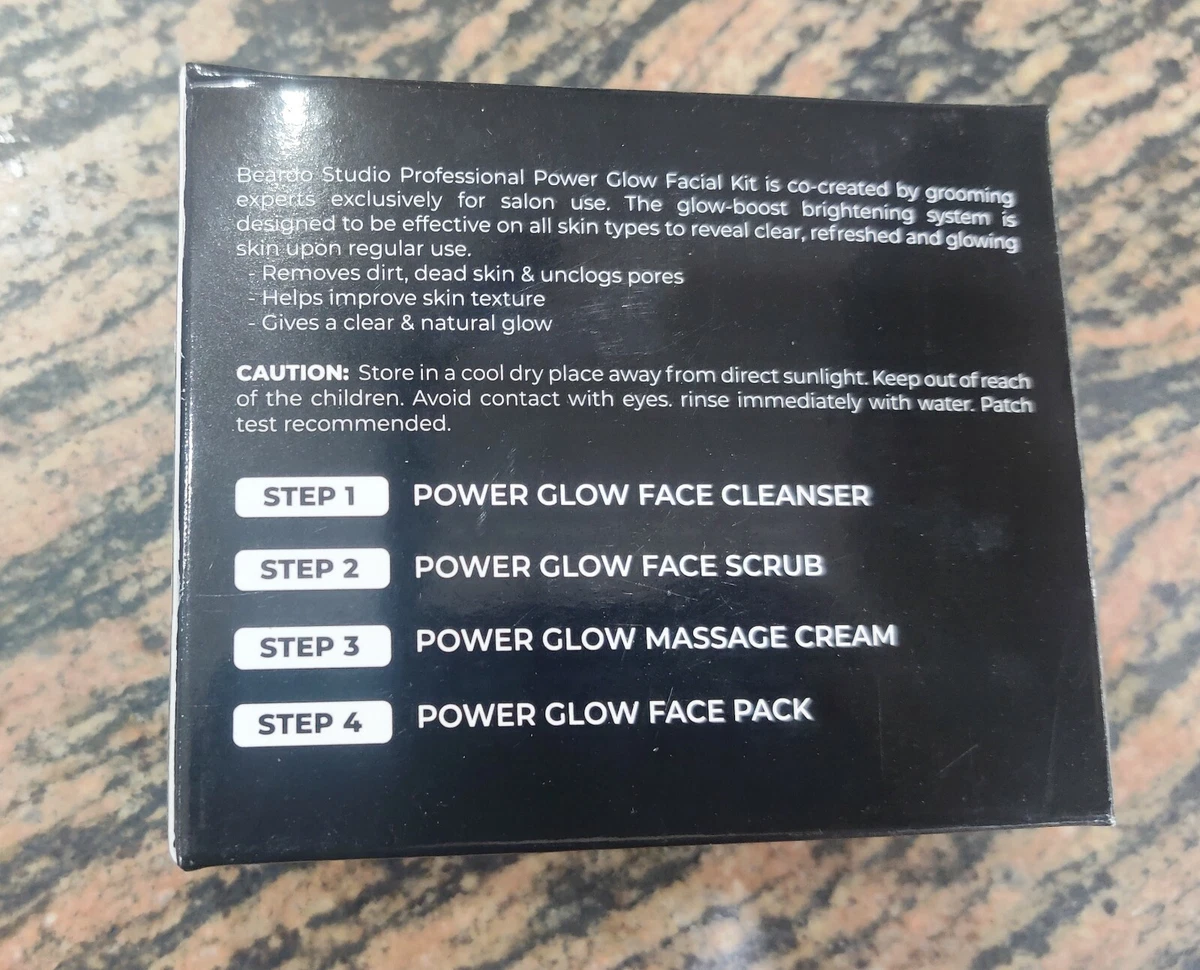 Beardo Studio Professional Power Glow Facial Kit is co-created by grooming
experts exclusively for salon use. The glow-boost brightening system is
designed to be effective on all skin types to reveal clear, refreshed and glowing
skin upon regular use.
- Removes dirt, dead skin & unclogs pores
- Helps improve skin texture
- Gives a clear & natural glow
CAUTION: Store in a cool dry place away from direct sunlight. Keep out of reach
of the children. Avoid contact with eyes. rinse immediately with water. Patch
test recommended.
STEP 1 POWER GLOW FACE CLEANSER
STEP 2 POWER GLOW FACE SCRUB
STEP 3 POWER GLOW MASSAGE CREAM
STEP 4 POWER GLOW FACE PACK